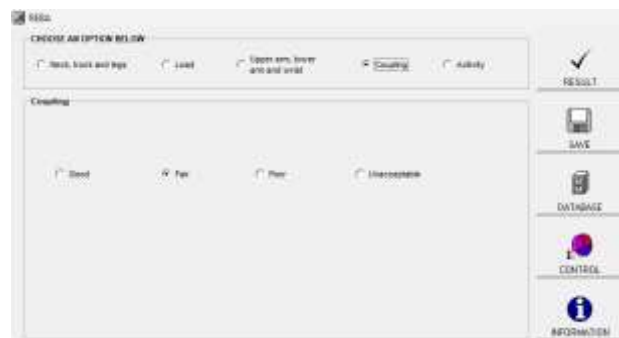 REBA
CHOOSE AN OPTION BELOW
Neck, trunk and legs
Load
Upper arm, lower
arm and wrist
Coupling
Activity
Coupling
Good
Fair
Poor
Unacceptable
RESULT
SAVE
DATABASE
CONTROL
INFORMATION